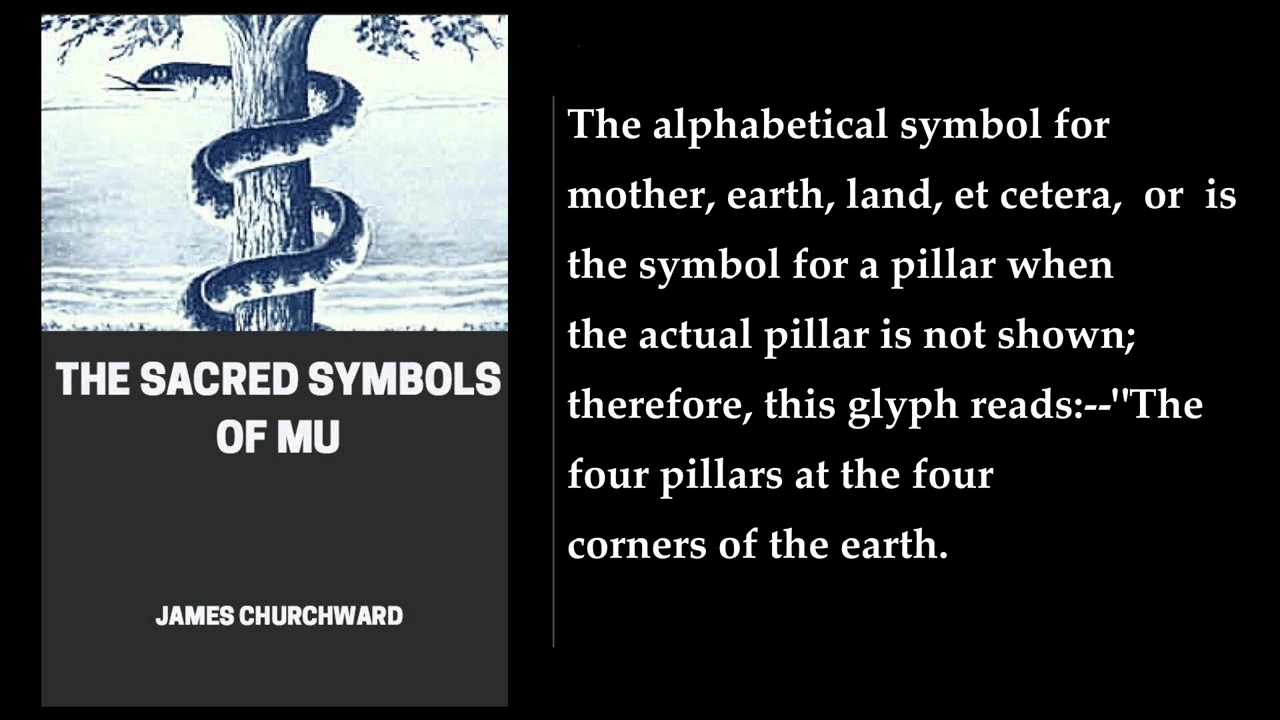 THE SACRED SYMBOLS
OF MU
JAMES CHURCHWARD
The alphabetical symbol for
mother, earth, land, et cetera,  or  is
the symbol for a pillar when
the actual pillar is not shown;
therefore, this glyph reads:--"The
four pillars at the four
corners of the earth.